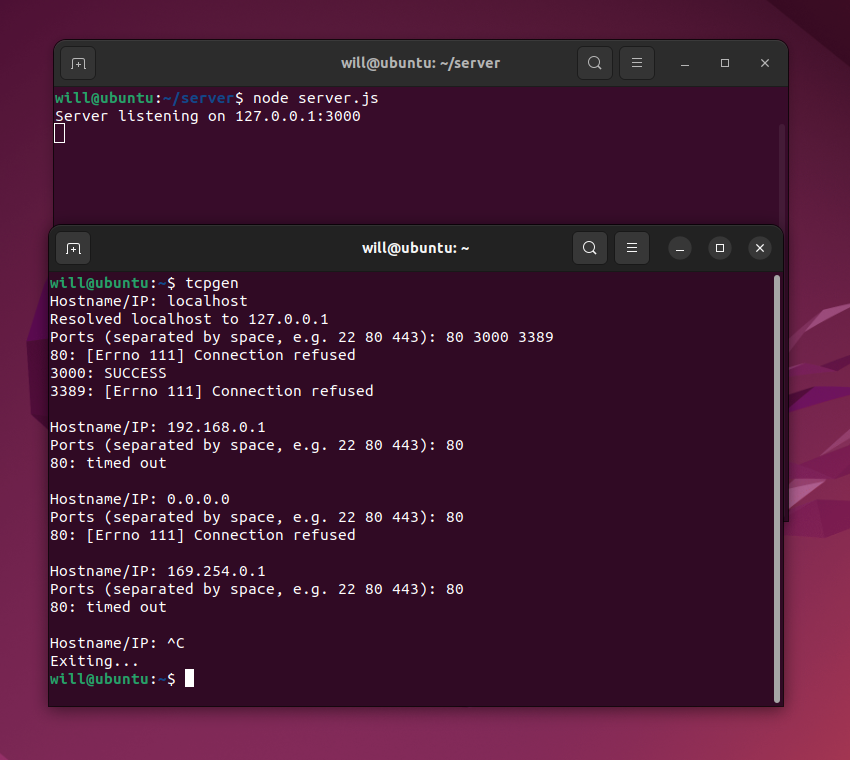 will@ubuntu: ~/server
will@ubuntu:~/server$ node server.js
Server listening on 127.0.0.1:3000
will@ubuntu: ~
will@ubuntu:~$ tcpgen
Hostname/IP: localhost
Resolved localhost to 127.0.0.1
Ports (separated by space, e.g. 22 80 443): 80 3000 3389
80: [Errno 111] Connection refused
3000: SUCCESS
3389: [Errno 111] Connection refused
Hostname/IP: 192.168.0.1
Ports (separated by space, e.g. 22 80 443): 80
80: timed out
Hostname/IP: 0.0.0.0
Ports (separated by space, e.g. 22 80 443): 80
80: [Errno 111] Connection refused
Hostname/IP: 169.254.0.1
Ports (separated by space, e.g. 22 80 443): 80
80: timed out
Hostname/IP: ^C
Exiting...
will@ubuntu:~$